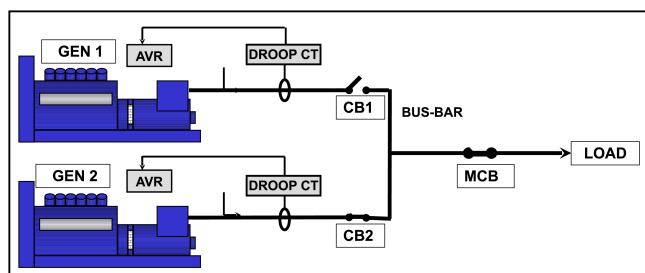 GEN 1
AVR
DROOP CT
CB1
BUS-BAR
MCB
LOAD
GEN 2
AVR
DROOP CT
CB2